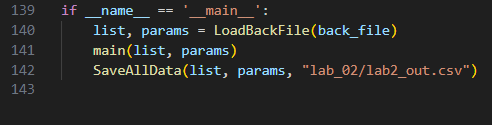 139 if __name__ == '__main__':
140     list, params = LoadBackFile(back_file)
141     main(list, params)
142     SaveAllData(list, params, "lab_02/lab2_out.csv")
143